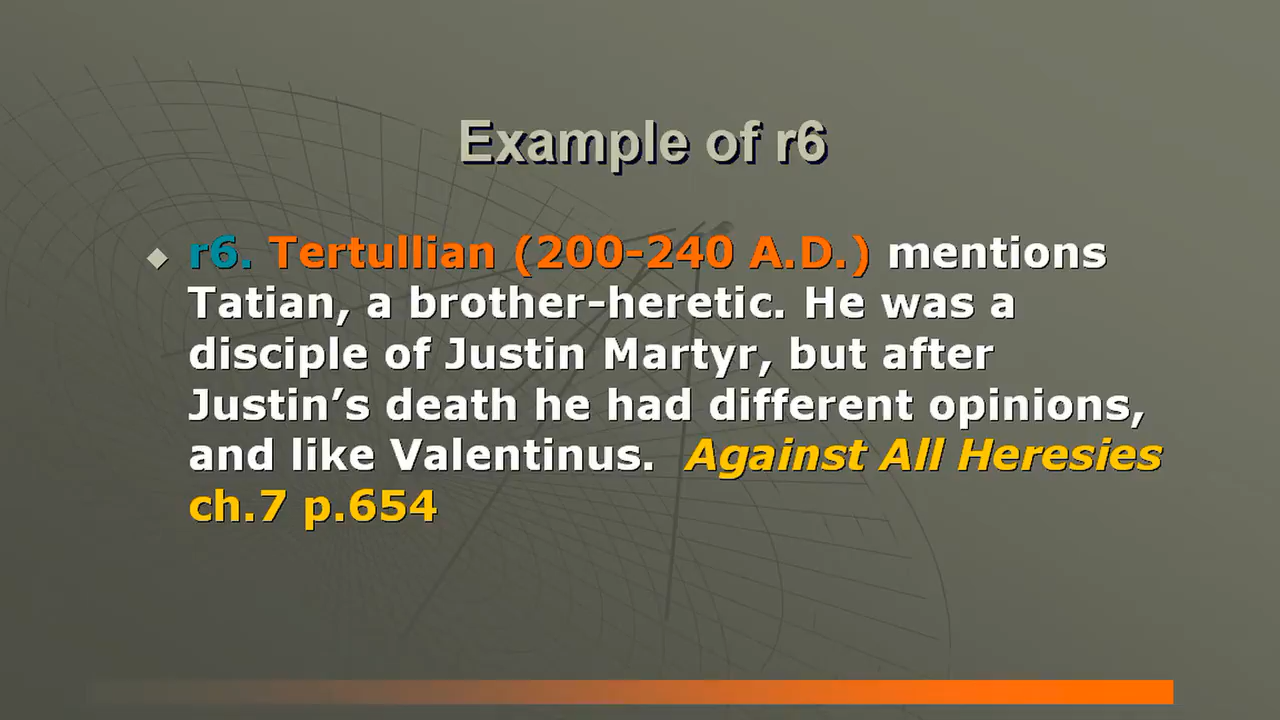 Example of r6
r6. Tertullian (200-240 A.D.) mentions
Tatian, a brother-heretic. He was a
disciple of Justin Martyr, but after
Justin’s death he had different opinions,
and like Valentinus. Against All Heresies
ch.7 p.654